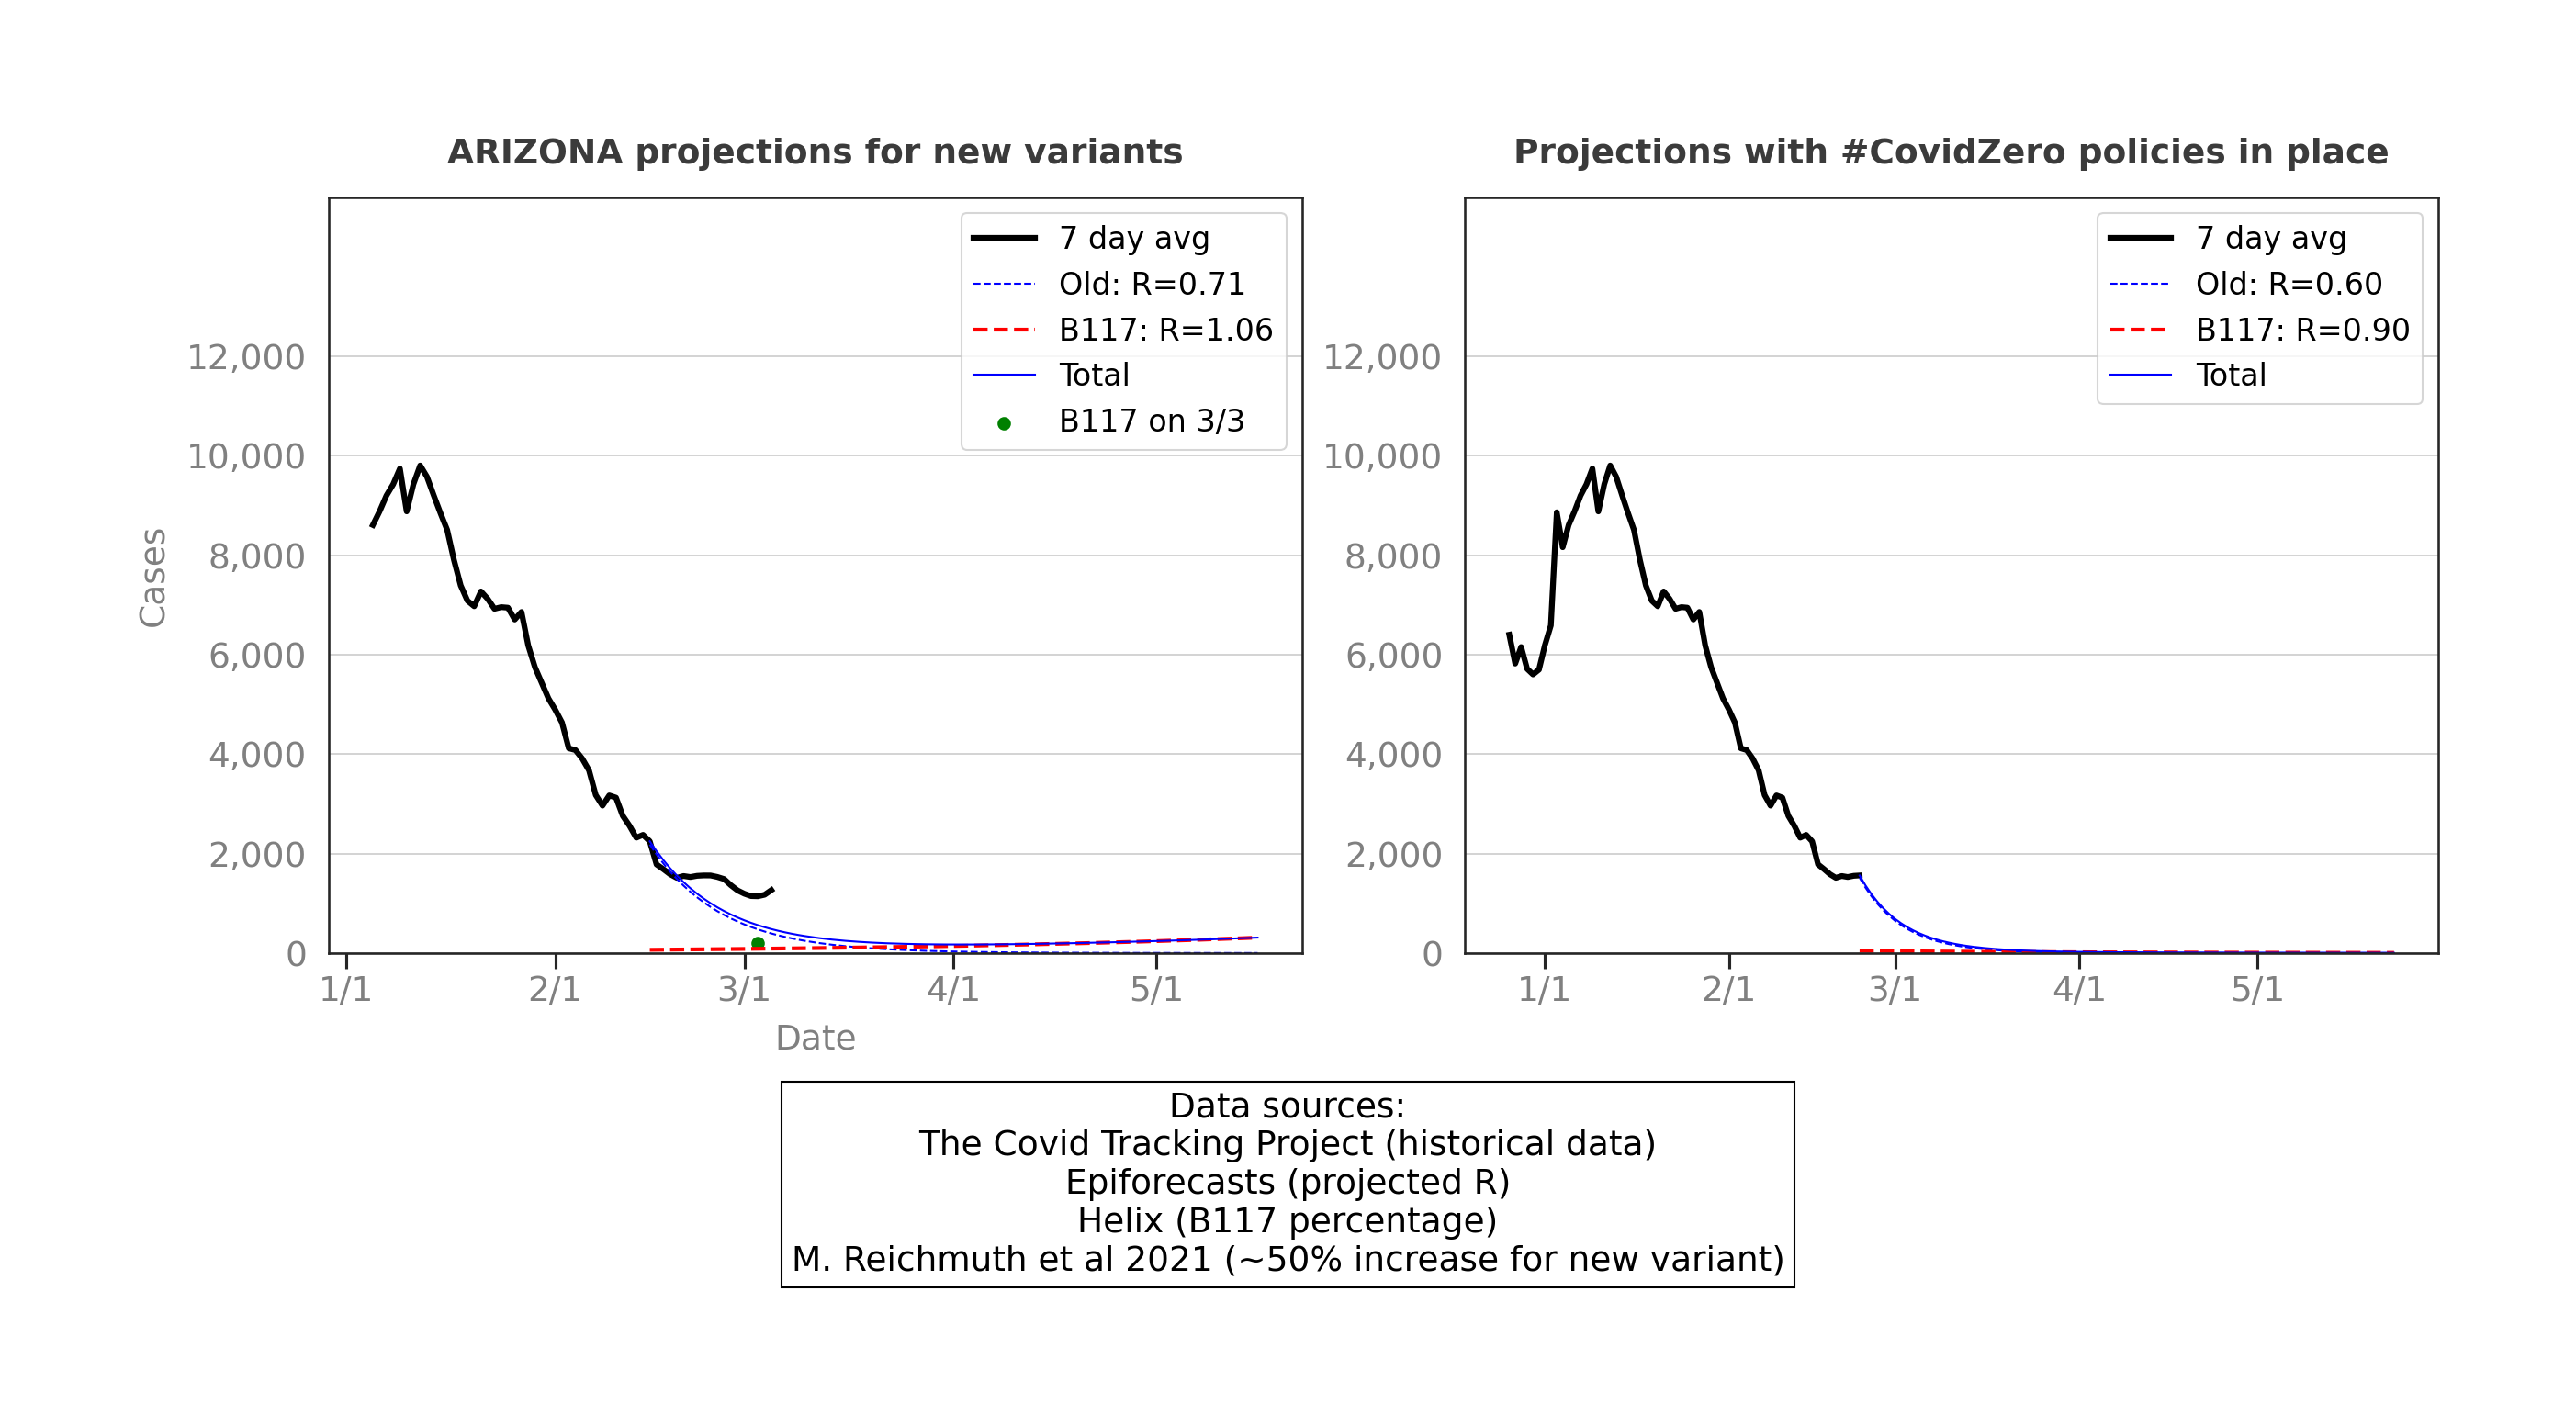 ARIZONA projections for new variants
7 day avg
Old: R=0.71
B117: R=1.06
Total
B117 on 3/3
12,000
10,000
8,000
6,000
4,000
2,000
0
Cases
1/1
2/1
3/1
4/1
5/1
Date
Projections with #CovidZero policies in place
7 day avg
Old: R=0.60
B117: R=0.90
Total
12,000
10,000
8,000
6,000
4,000
2,000
0
1/1
2/1
3/1
4/1
5/1
Data sources:
The Covid Tracking Project (historical data)
Epiforecasts (projected R)
Helix (B117 percentage)
M. Reichmuth et al 2021 (~50% increase for new variant)